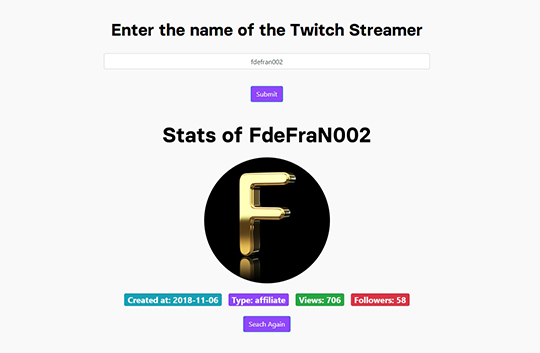 Enter the name of the Twitch Streamer
fdefran002
Submit
Stats of FdeFraN002
F
Created at: 2018-11-06 Type: affiliate Views: 706 Followers: 58
Seach Again